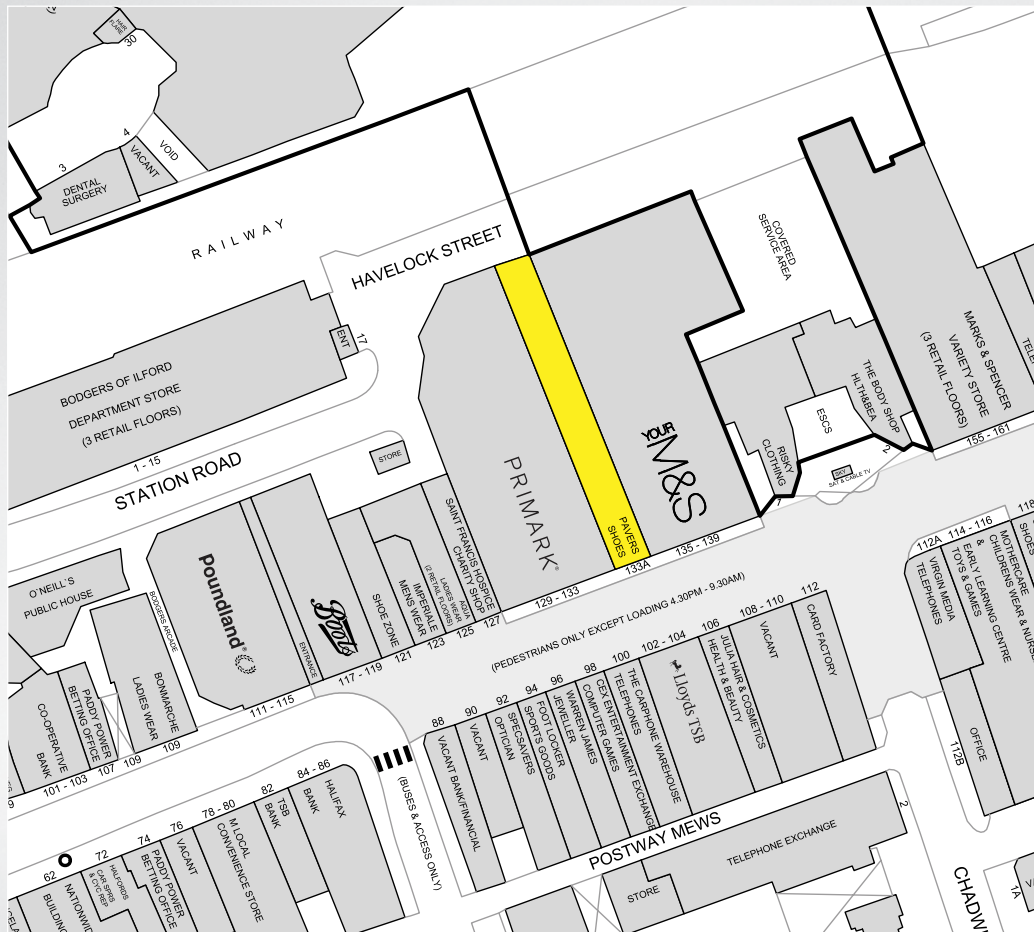 HAIR
FLARE
30
4
3
VOID
VACANT
DENTAL
SURGERY
RAILWAY
HAVELOCK STREET
COVERED
SERVICE AREA
ENT
17
BODGERS OF ILFORD
DEPARTMENT STORE
(3 RETAIL FLOORS)
1 - 15
STATION ROAD
STORE
MARKS & SPENCER
VARIETY STORE
(3 RETAIL FLOORS)
THE BODY SHOP
HLTH&BEA
ESCS
RISKY
CLOTHING
7
2
SKY
SAT & CABLE TV
155 - 161
YOUR
M&S
PRIMARK
PAVERS
SHOES
SAINT FRANCIS HOSPICE
CHARITY SHOP
AQUA
LADIES WEAR
(2 RETAIL FLOORS)
IMPERIALE
MENS WEAR
SHOE ZONE
Boots
ENTRANCE
Poundland
BODGERS ARCADE
O'NEILL'S
PUBLIC HOUSE
BONMARCHE
LADIES WEAR
PADDY POWER
BETTING OFFICE
CO-OPERATIVE
BANK
9
101 - 103
107
109
109
111 - 115
117 - 119
121
123
125
127
129 - 133
133A
135 - 139
(PEDESTRIANS ONLY EXCEPT LOADING 4.30PM - 9.30AM)
88
90
92
94
96
98
100
102 - 104
106
108 - 110
112
VACANT BANK/FINANCIAL
VACANT
OPTICIAN
SPECSAVERS
SPORTS GOODS
FOOT LOCKER
JEWELLER
WARREN JAMES
COMPUTER GAMES
CEX ENTERTAINMENT EXCHANGE
TELEPHONES
THE CARPHONE WAREHOUSE
Lloyds TSB
HEALTH & BEAUTY
JULIA HAIR & COSMETICS
VACANT
CARD FACTORY
112A
114 - 116
118
VIRGIN MEDIA
TELEPHONES
EARLY LEARNING CENTRE
TOYS & GAMES
&
MOTHERCARE
CHILDRENS WEAR & NURS
SHOES
TELE
OFFICE
112B
(BUSES & ACCESS ONLY)
POSTWAY MEWS
TELEPHONE EXCHANGE
STORE
2
CHADW
1A
62
72
74
76
78 - 80
82
84 - 86
NATIONWID
BUILDING
HALFORDS
CAR SPRS
& CYC REP
PADDY POWER
BETTING OFFICE
VACANT
M LOCAL
CONVENIENCE STORE
TSB
BANK
HALIFAX
BANK